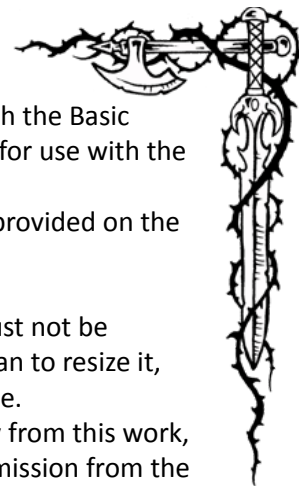 h the Basic
for use with the
provided on the
ust not be
an to resize it,
e.
from this work,
mission from the